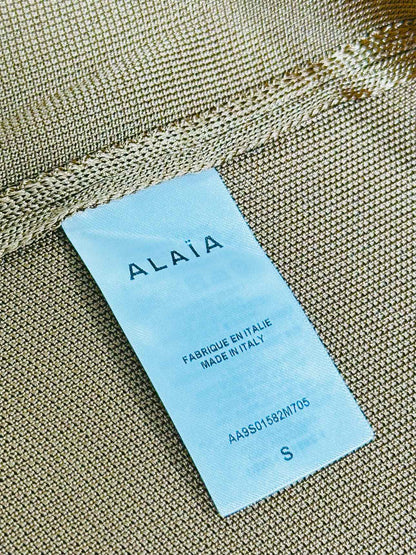 ALAÏA
FABRIQUE EN ITALIE
MADE IN ITALY
AA9S01582M705
S